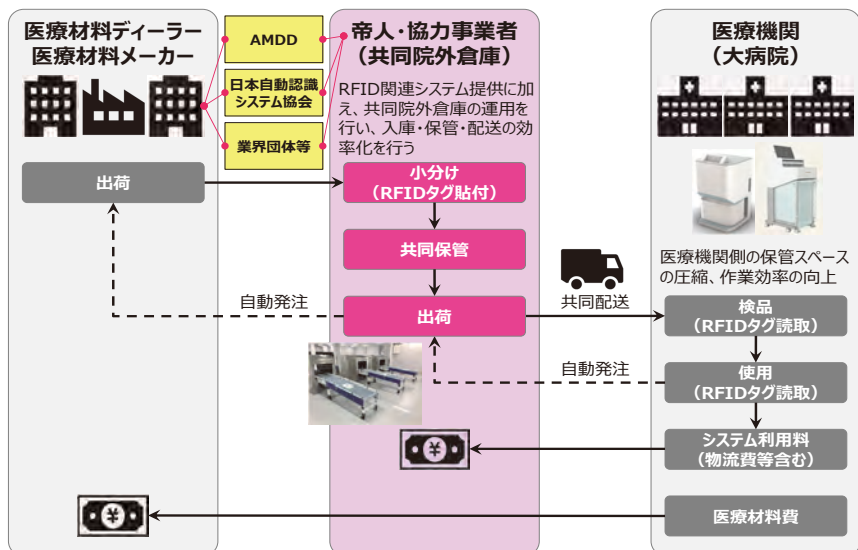 医療材料ディーラー
医療材料メーカー
AMDD
日本自動認識
システム協会
業界団体等
出荷
自動発注
帝人・協力事業者
（共同院外倉庫）
RFID関連システム提供に加
え、共同院外倉庫の運用を
行い、入庫・保管・配送の効
率化を行う
小分け
（RFIDタグ貼付）
共同保管
出荷
共同配送
自動発注
医療機関
（大病院）
医療機関側の保管スペース
の圧縮、作業効率の向上
検品
（RFIDタグ読取）
使用
（RFIDタグ読取）
システム利用料
（物流費等含む）
医療材料費
¥
¥